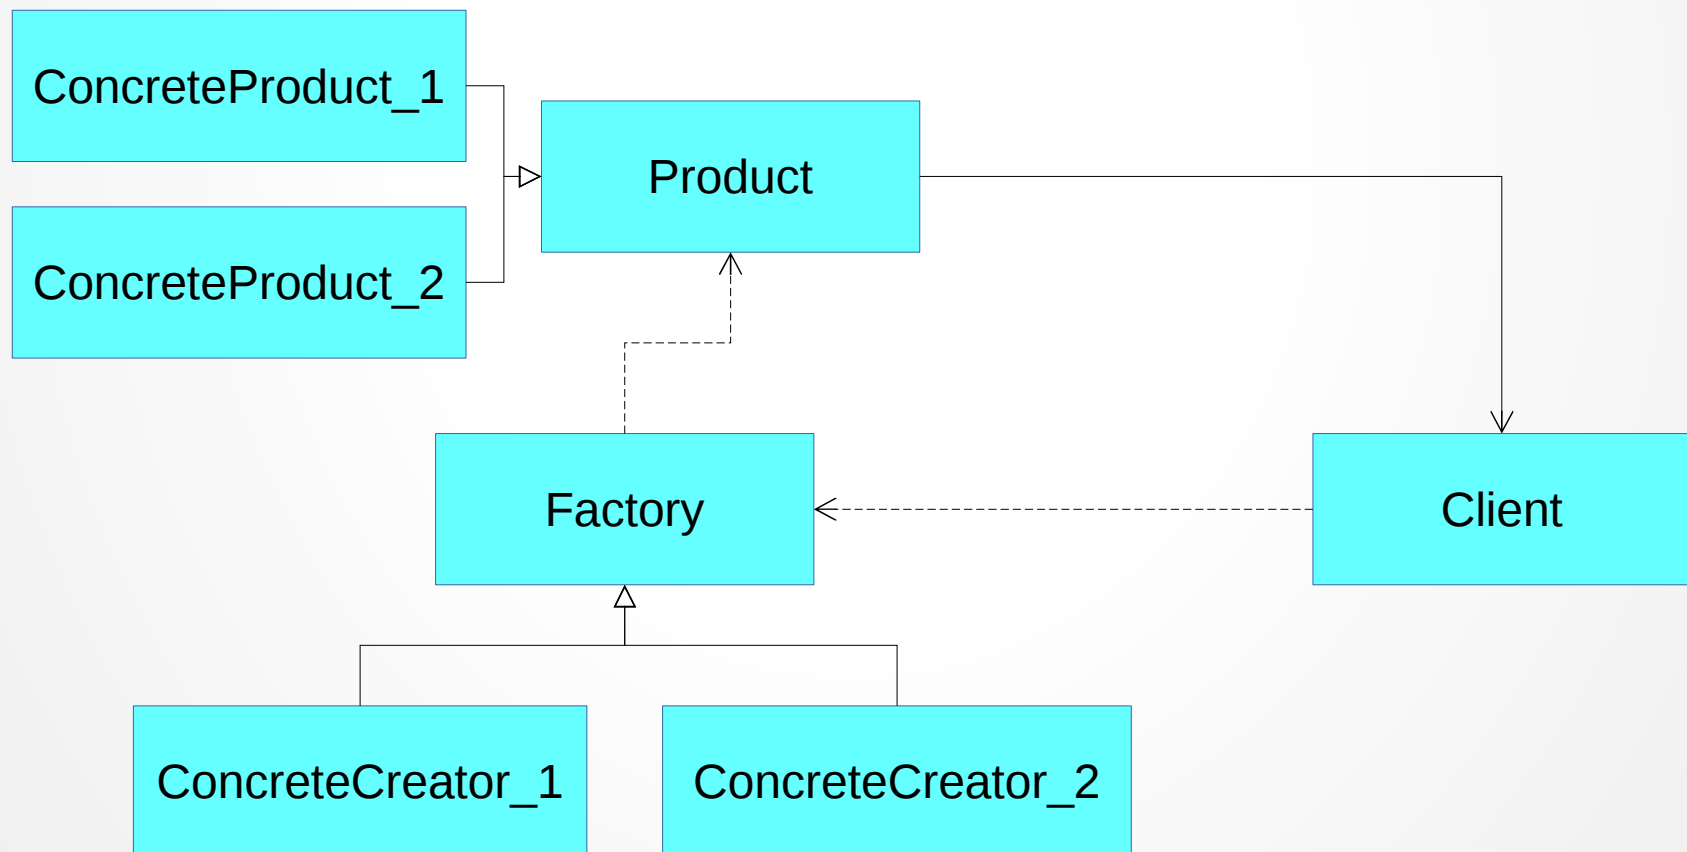 ConcreteProduct_1
Product
ConcreteProduct_2
Factory
Client
ConcreteCreator_1
ConcreteCreator_2